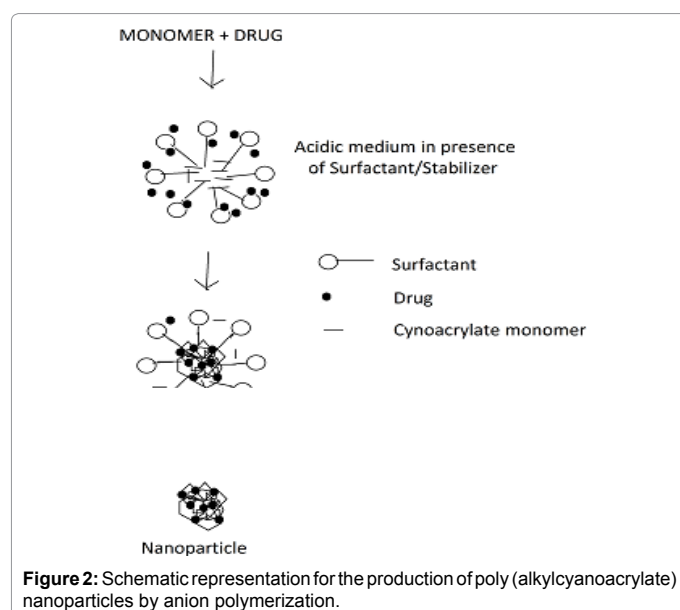 MONOMER + DRUG
Acidic medium in presence
of Surfactant/Stabilizer
Surfactant
Drug
Cynoacrylate monomer
Nanoparticle
Figure 2: Schematic representation for the production of poly (alkylcyanoacrylate)
nanoparticles by anion polymerization.